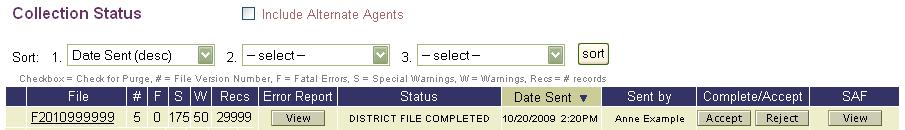 Collection Status
Include Alternate Agents
Sort: 1. Date Sent (desc) 2. -- select -- 3. -- select -- sort
Checkbox = Check for Purge, # = File Version Number, F = Fatal Errors, S = Special Warnings, W = Warnings, Recs = # records
File # F S W Recs Error Report Status Date Sent ▼ Sent by Complete/Accept SAF
F2010999999 5 0 175 50 29999 View DISTRICT FILE COMPLETED 10/20/2009 2:20PM Anne Example Accept Reject View